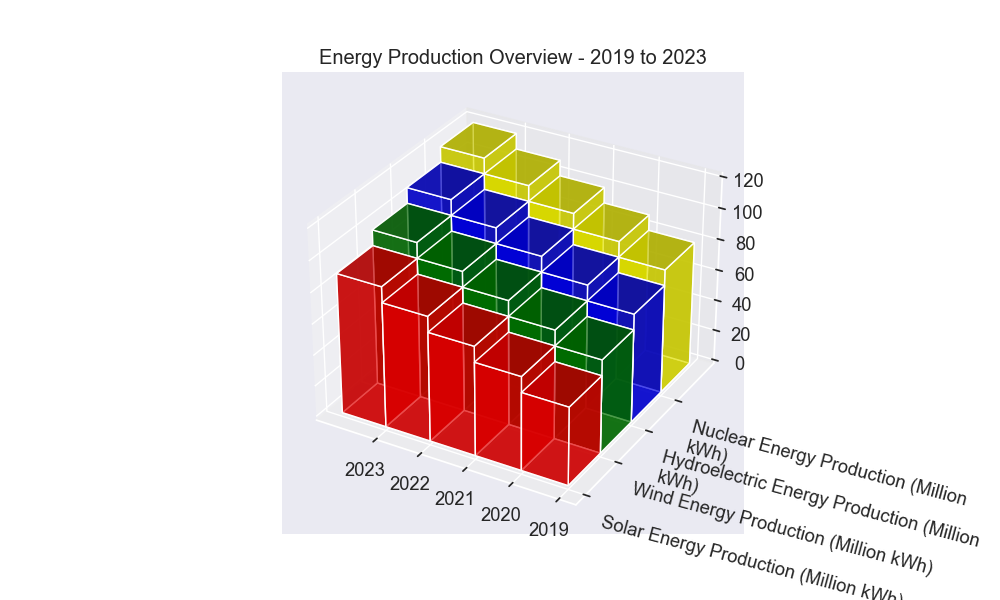 Energy Production Overview - 2019 to 2023
120
100
80
60
40
20
0
2023
2022
2021
2020
2019
Nuclear Energy Production (Million
kWh)
Hydroelectric Energy Production (Million
kWh)
Wind Energy Production (Million kWh)
Solar Energy Production (Million kWh)